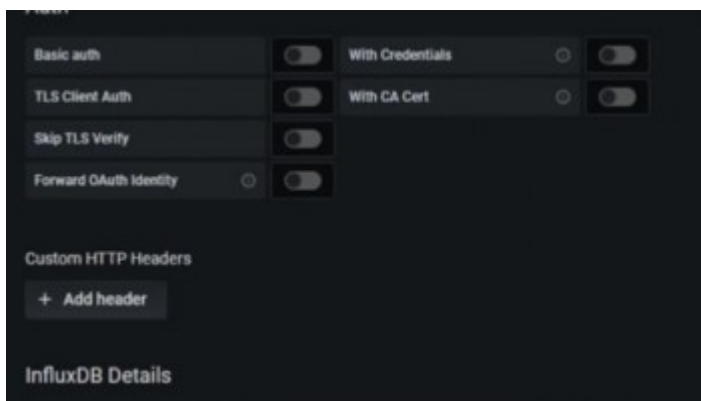 Auth
Basic auth With Credentials
TLS Client Auth With CA Cert
Skip TLS Verify
Forward OAuth Identity
Custom HTTP Headers
+ Add header
InfluxDB Details